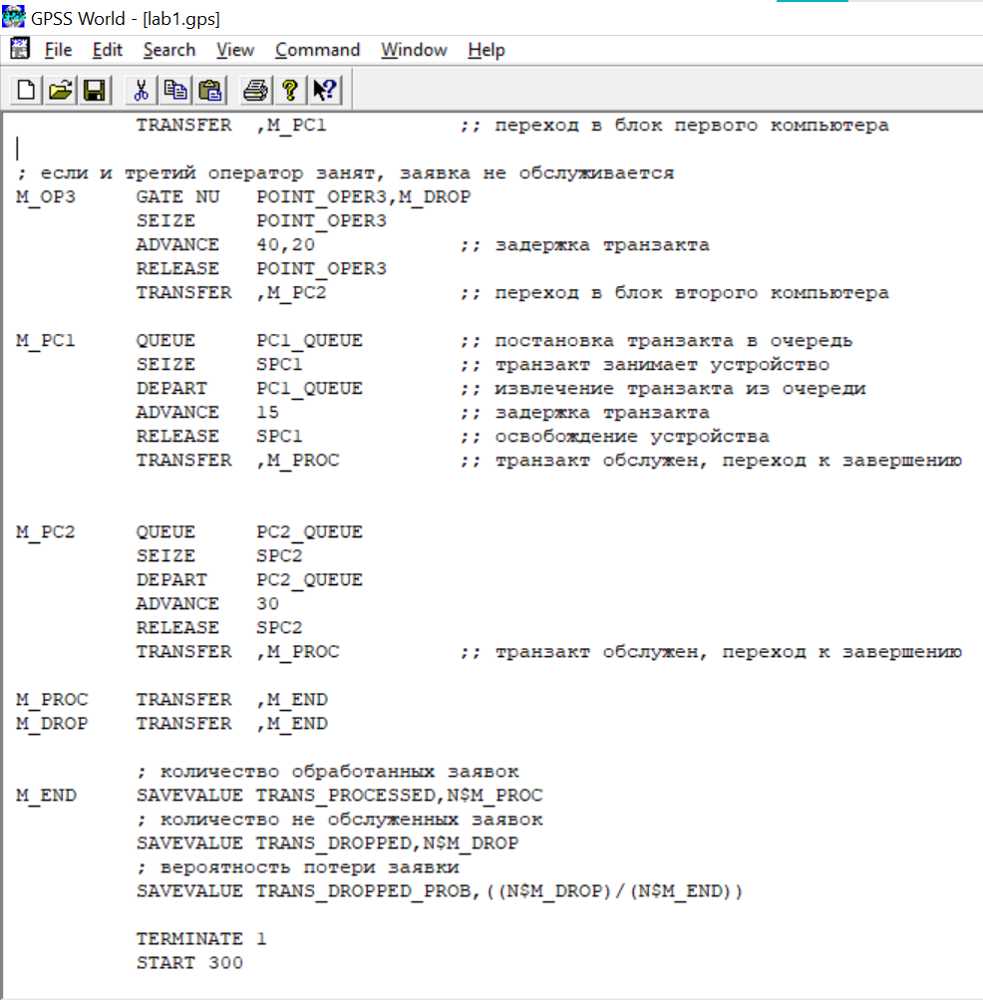 GPSS World - [lab1.gps]
File Edit Search View Command Window Help
TRANSFER ,M_PC1 ;; переход в блок первого компьютера
; если и третий оператор занят, заявка не обслуживается
M_OP3 GATE NU POINT_OPER3,M_DROP
SEIZE POINT_OPER3
ADVANCE 40,20 ;; задержка транзакта
RELEASE POINT_OPER3
TRANSFER ,M_PC2 ;; переход в блок второго компьютера
M_PC1 QUEUE PC1_QUEUE ;; постановка транзакта в очередь
SEIZE SPC1 ;; транзакт занимает устройство
DEPART PC1_QUEUE ;; извлечение транзакта из очереди
ADVANCE 15 ;; задержка транзакта
RELEASE SPC1 ;; освобождение устройства
TRANSFER ,M_PROC ;; транзакт обслужен, переход к завершению
M_PC2 QUEUE PC2_QUEUE
SEIZE SPC2
DEPART PC2_QUEUE
ADVANCE 30
RELEASE SPC2
TRANSFER ,M_PROC ;; транзакт обслужен, переход к завершению
M_PROC TRANSFER ,M_END
M_DROP TRANSFER ,M_END
; количество обработанных заявок
M_END SAVEVALUE TRANS_PROCESSED,N$M_PROC
; количество не обслуженных заявок
SAVEVALUE TRANS_DROPPED,N$M_DROP
; вероятность потери заявки
SAVEVALUE TRANS_DROPPED_PROB,((N$M_DROP)/(N$M_END))
TERMINATE 1
START 300